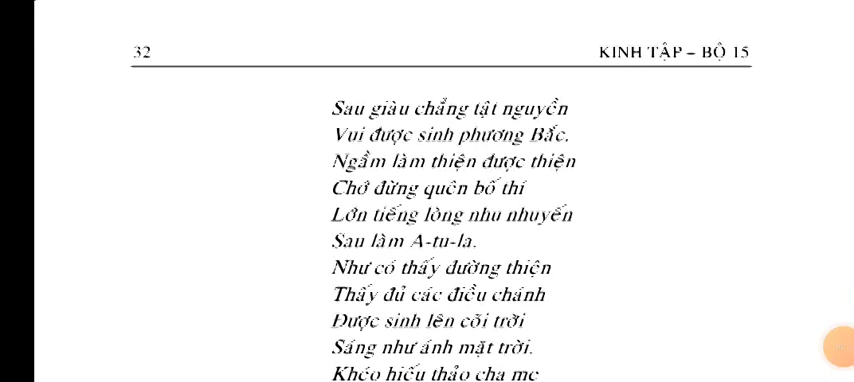 32
KINH TẬP – BỘ 15
Sau giàu chẳng tật nguyền
Vui được sinh phương Bắc.
Ngầm làm thiện được thiện
Chớ đừng quên bố thí
Lớn tiếng lòng nhu nhuyến
Sau làm A-tu-la.
Như có thấy đường thiện
Thấy đủ các điều chánh
Được sinh lên cõi trời
Sáng như ánh mặt trời.
Khéo hiếu thảo cha mẹ